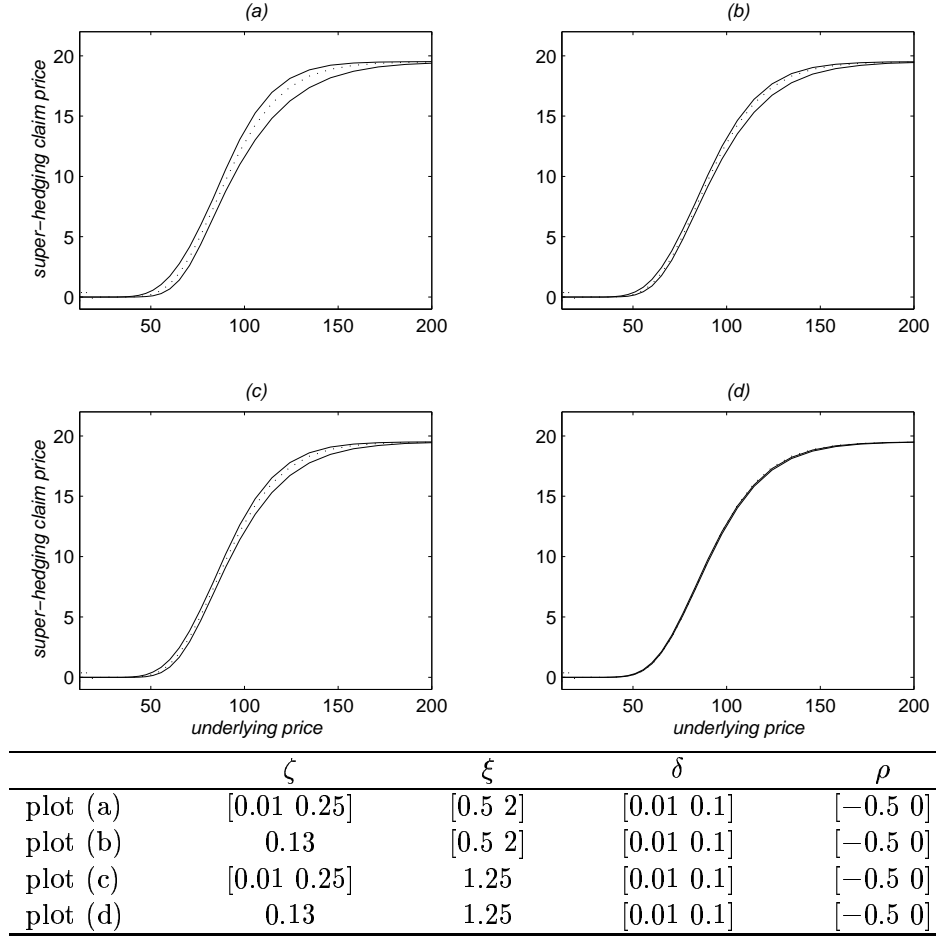 (a)
(b)
super-hedging claim price
20
15
10
5
0
50
100
150
200
20
15
10
5
0
50
100
150
200
(c)
(d)
super-hedging claim price
20
15
10
5
0
50
100
150
200
underlying price
20
15
10
5
0
50
100
150
200
underlying price
ζ ξ δ ρ
plot (a) [0.01 0.25] [0.5 2] [0.01 0.1] [−0.5 0]
plot (b) 0.13 [0.5 2] [0.01 0.1] [−0.5 0]
plot (c) [0.01 0.25] 1.25 [0.01 0.1] [−0.5 0]
plot (d) 0.13 1.25 [0.01 0.1] [−0.5 0]